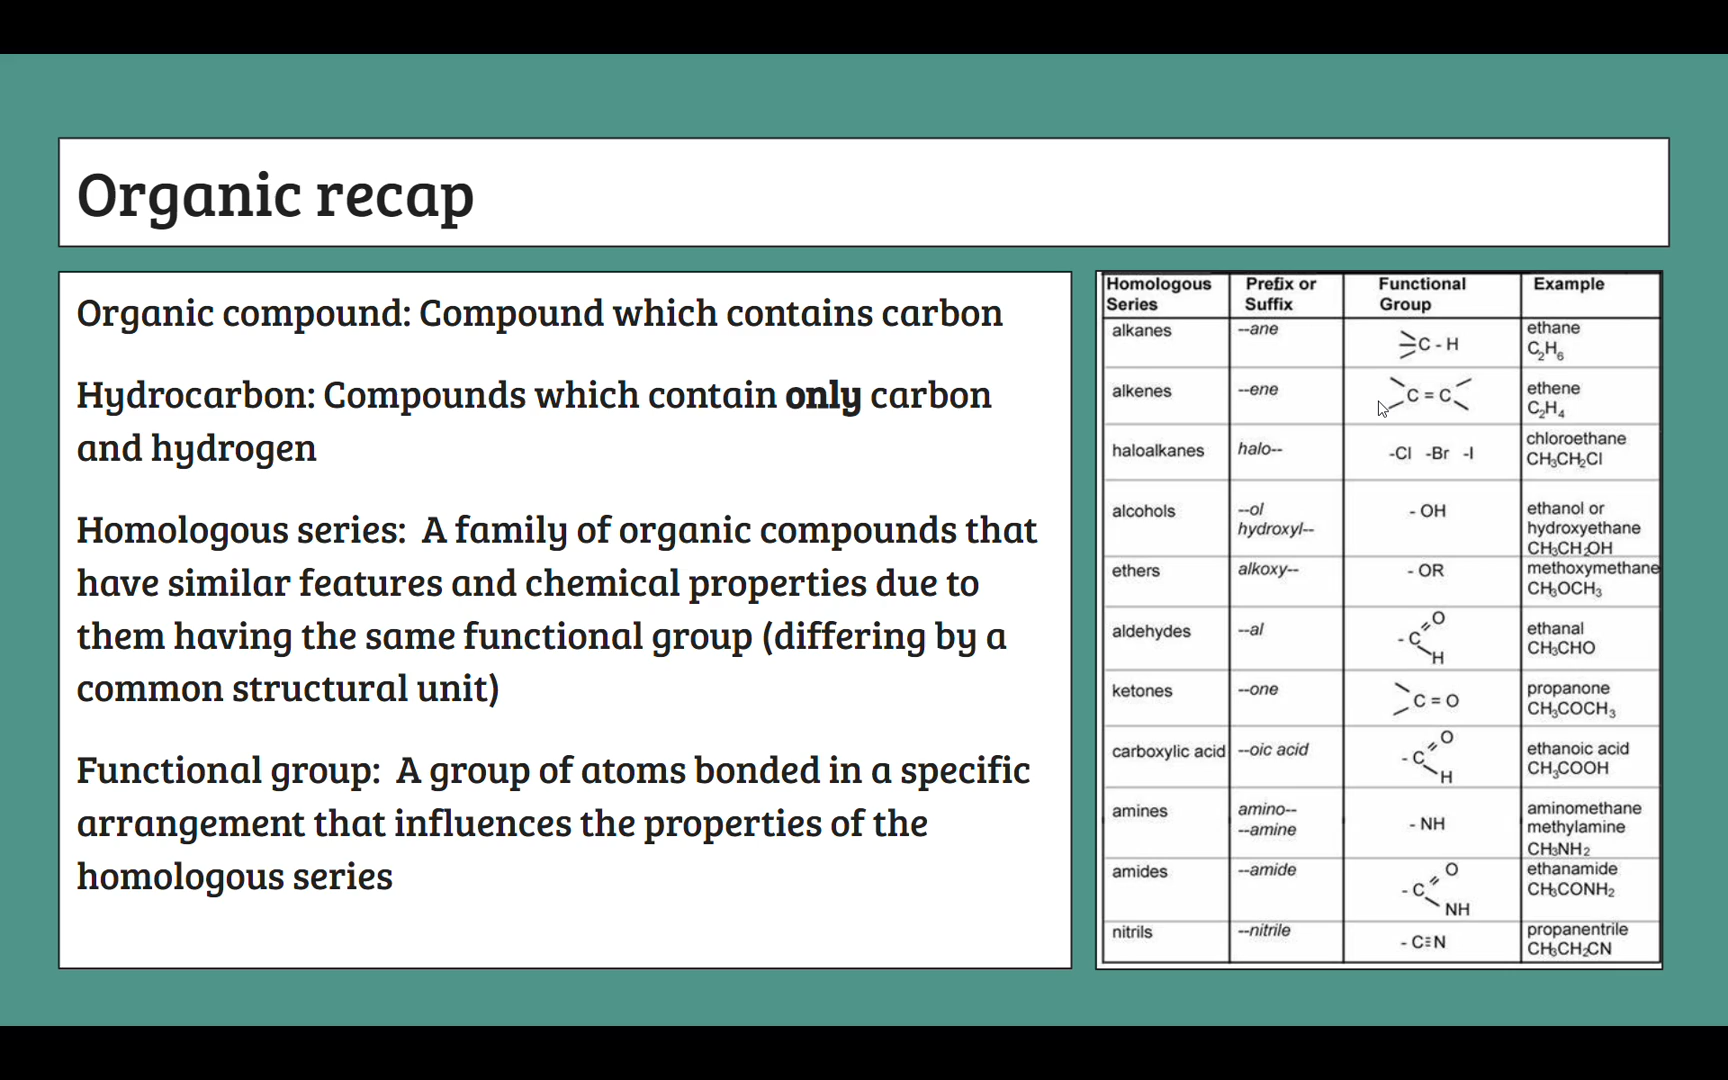 Organic recap
Organic compound: Compound which contains carbon
Hydrocarbon: Compounds which contain only carbon
and hydrogen
Homologous series:  A family of organic compounds that
have similar features and chemical properties due to
them having the same functional group (differing by a
common structural unit)
Functional group:  A group of atoms bonded in a specific
arrangement that influences the properties of the
homologous series
Homologous Series | Prefix or Suffix | Functional Group | Example
alkanes | --ane | C - H | ethane C₂H₆
alkenes | --ene | C = C | ethene C₂H₄
haloalkanes | halo-- | -Cl -Br -I | chloroethane CH₃CH₂Cl
alcohols | --ol hydroxyl-- | - OH | ethanol or hydroxyethane CH₃CH₂OH
ethers | alkoxy-- | - OR | methoxymethane CH₃OCH₃
aldehydes | --al | - C O H | ethanal CH₃CHO
ketones | --one | C = O | propanone CH₃COCH₃
carboxylic acid | --oic acid | - C O H | ethanoic acid CH₃COOH
amines | amino-- --amine | - NH | aminomethane methylamine CH₃NH₂
amides | --amide | - C O NH | ethanamide CH₃CONH₂
nitrils | --nitrile | - C≡N | propanentrile CH₃CH₂CN